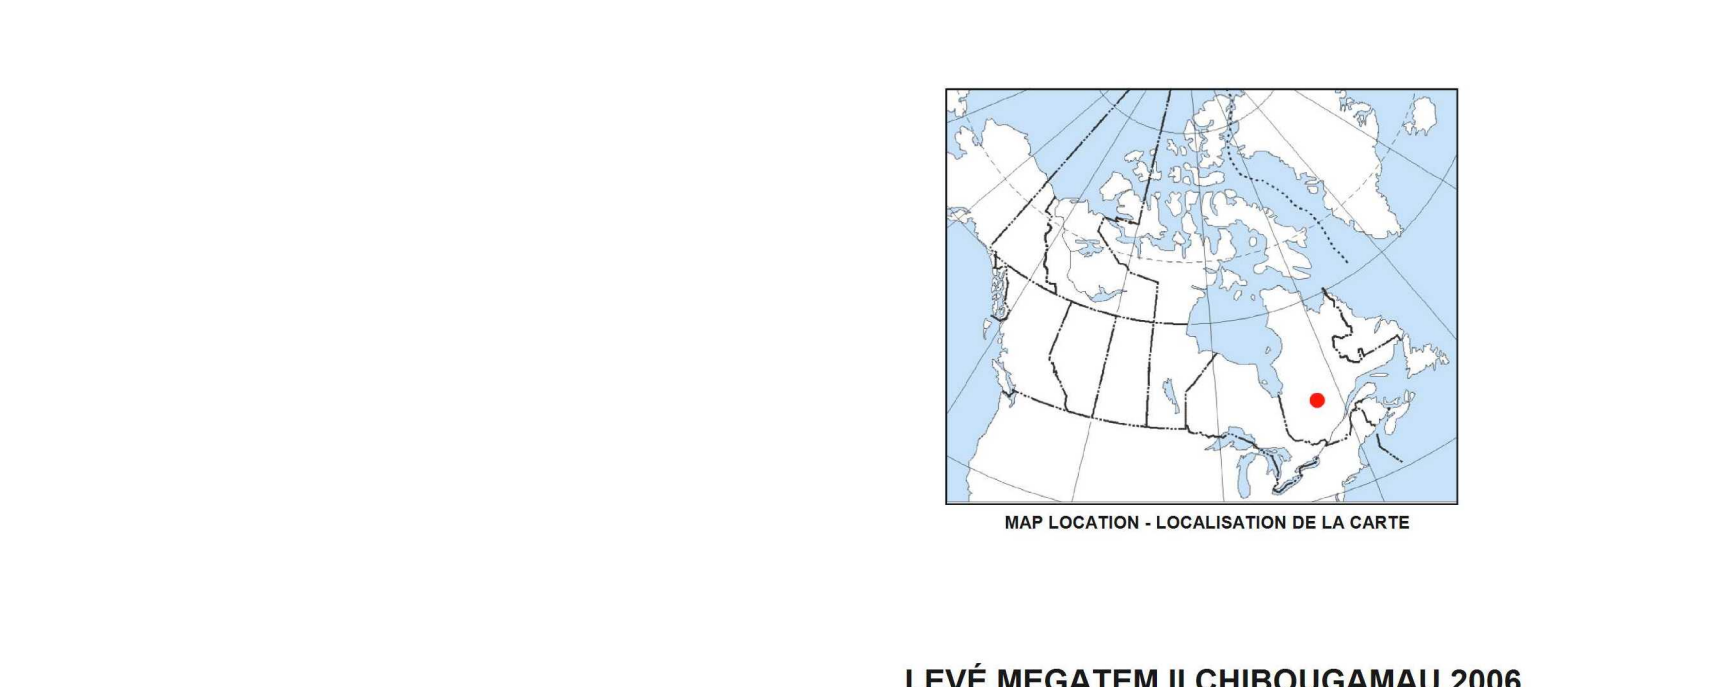 MAP LOCATION - LOCALISATION DE LA CARTE
LEVÉ MEGATEM II CHIBOUGAMAU 2006